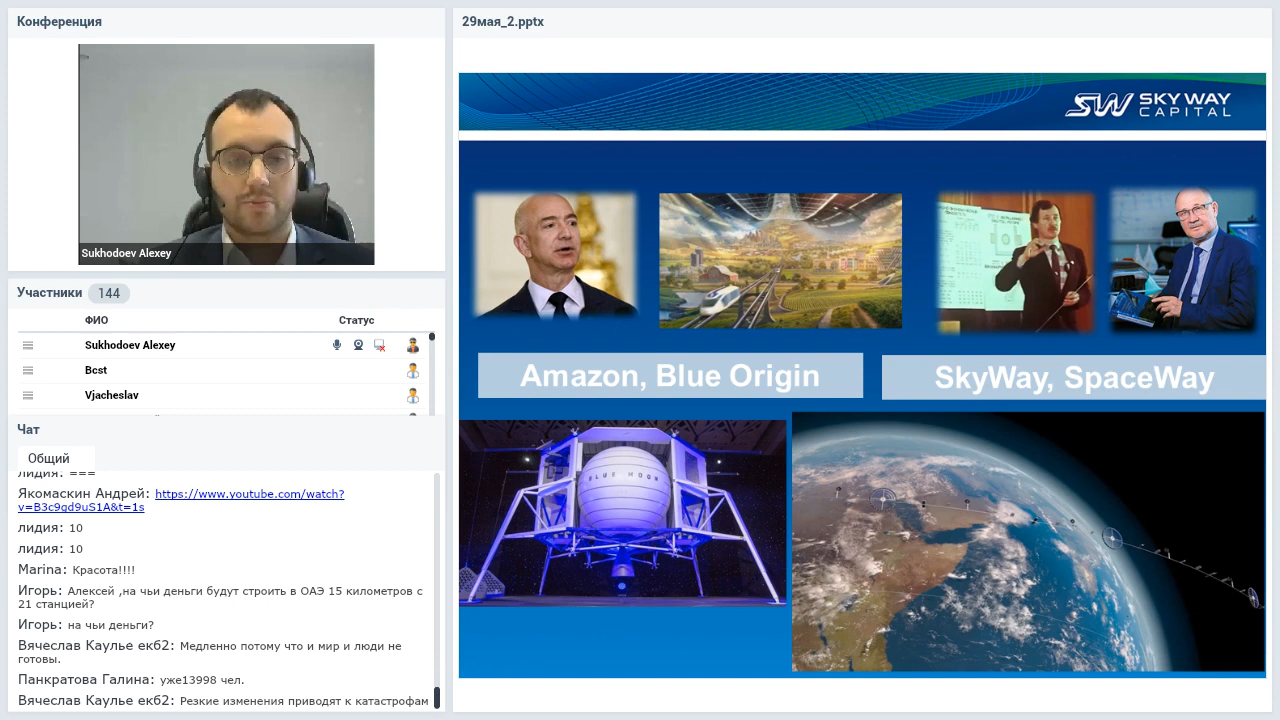 Конференция
Sukhodoev Alexey
Участники 144
ФИО Статус
Sukhodoev Alexey
Bcst
Vjacheslav
Чат
Общий
лидия: ===
Якомаскин Андрей: https://www.youtube.com/watch?
v=B3c9gd9uS1A&t=1s
лидия: 10
лидия: 10
Marina: Красота!!!!
Игорь: Алексей ,на чьи деньги будут строить в ОАЭ 15 километров с
21 станцией?
Игорь: на чьи деньги?
Вячеслав Каулье екб2: Медленно потому что и мир и люди не
готовы.
Панкратова Галина: уже13998 чел.
Вячеслав Каулье екб2: Резкие изменения приводят к катастрофам
29мая_2.pptx
SW SKY WAY
CAPITAL
Amazon, Blue Origin
SkyWay, SpaceWay
BLUE MOON